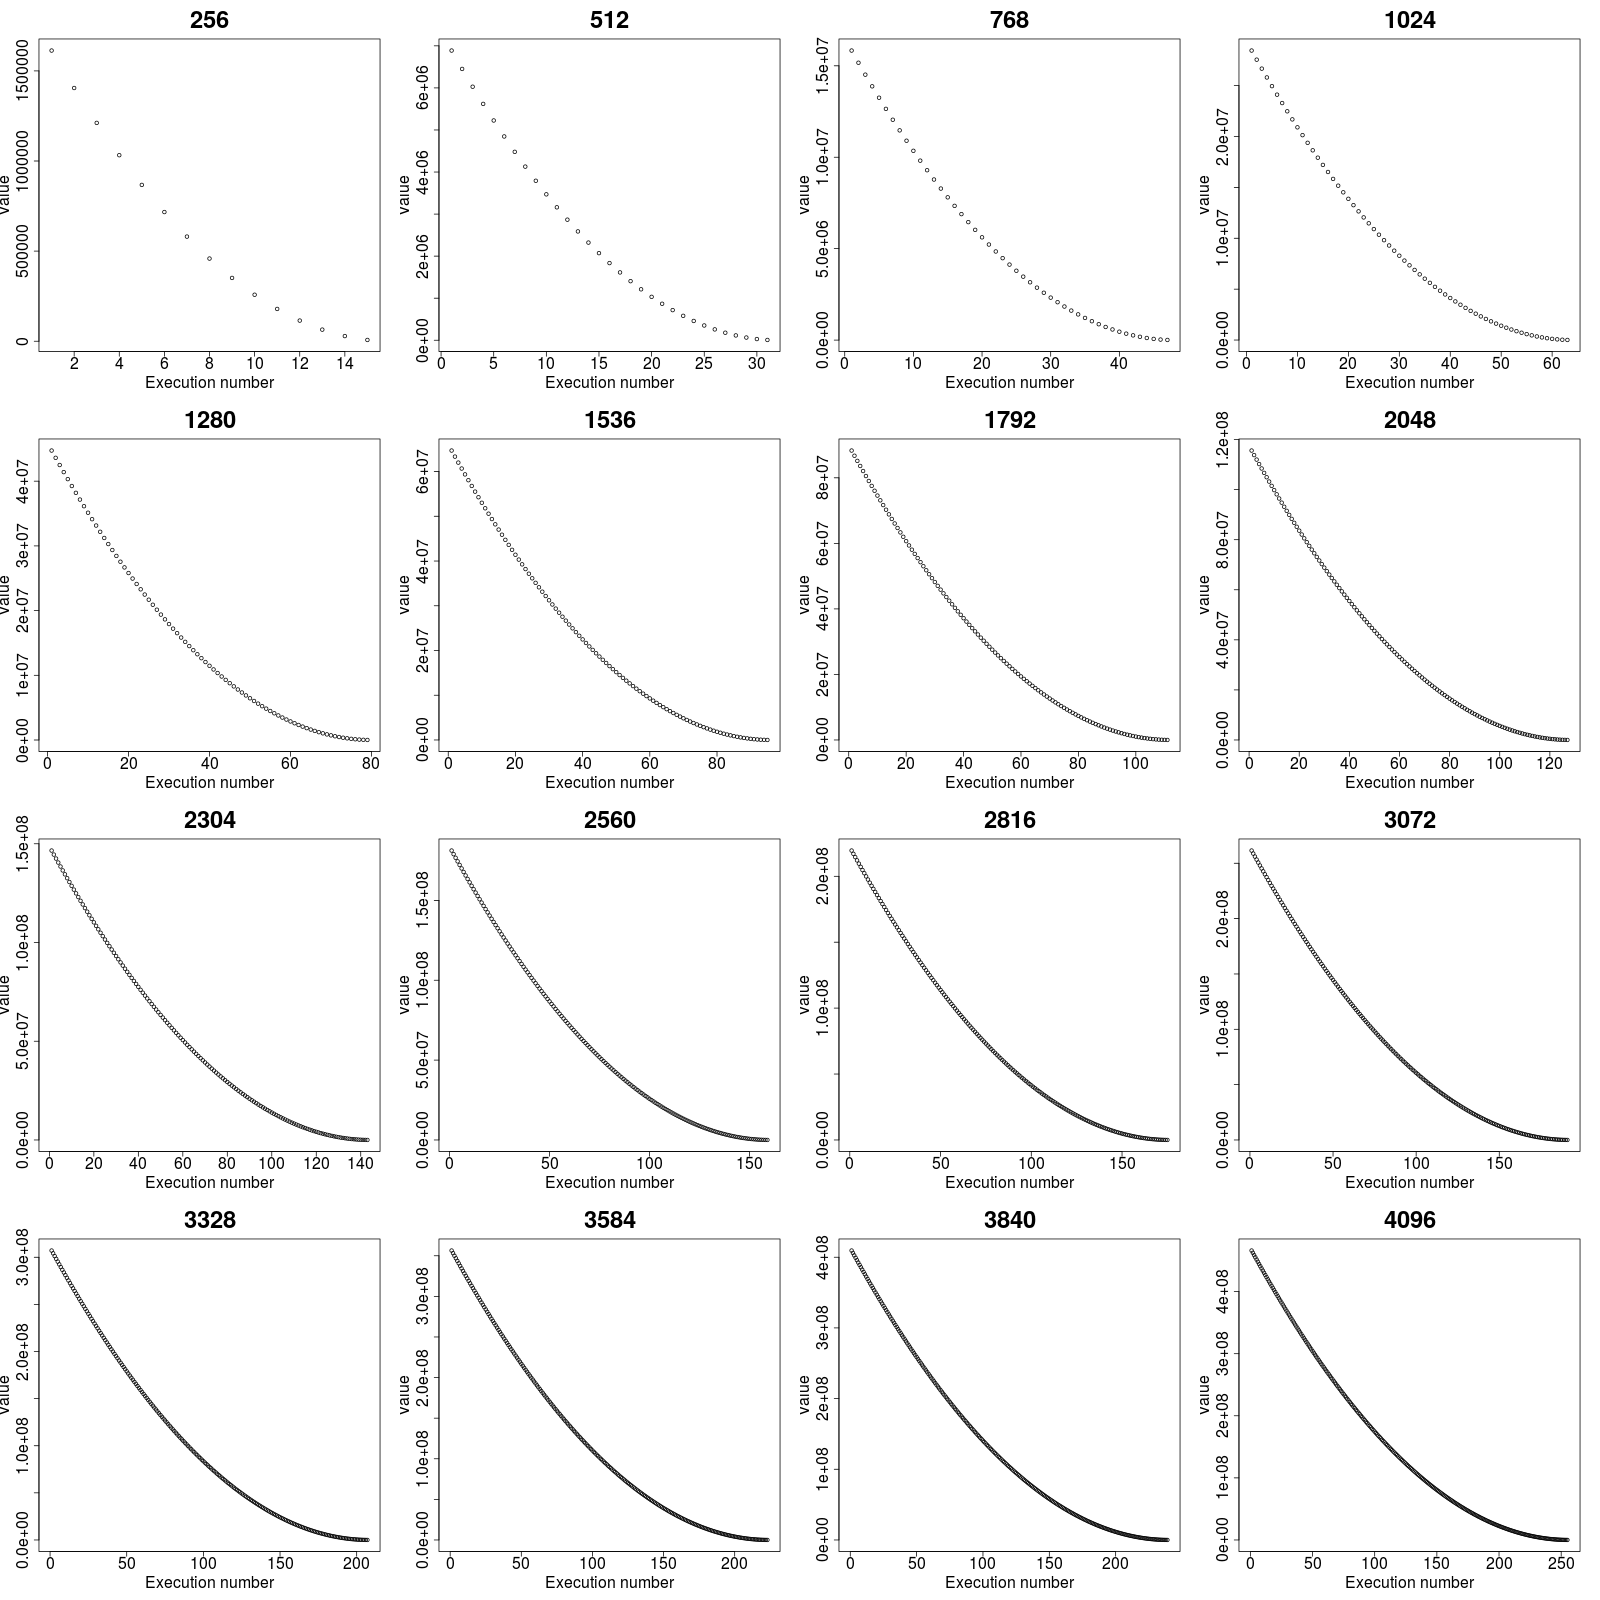 256
value
0 500000 1000000 1500000
2 4 6 8 10 12 14
Execution number
512
value
0e+00 2e+06 4e+06 6e+06
0 5 10 15 20 25 30
Execution number
768
value
0.0e+00 5.0e+06 1.0e+07 1.5e+07
0 10 20 30 40
Execution number
1024
value
0.0e+00 1.0e+07 2.0e+07
0 10 20 30 40 50 60
Execution number
1280
value
0e+00 1e+07 2e+07 3e+07 4e+07
0 20 40 60 80
Execution number
1536
value
0e+00 2e+07 4e+07 6e+07
0 20 40 60 80
Execution number
1792
value
0e+00 2e+07 4e+07 6e+07 8e+07
0 20 40 60 80 100
Execution number
2048
value
0.0e+00 4.0e+07 8.0e+07 1.2e+08
0 20 40 60 80 100 120
Execution number
2304
value
0.0e+00 5.0e+07 1.0e+08 1.5e+08
0 20 40 60 80 100 120 140
Execution number
2560
value
0.0e+00 5.0e+07 1.0e+08 1.5e+08
0 50 100 150
Execution number
2816
value
0.0e+00 1.0e+08 2.0e+08
0 50 100 150
Execution number
3072
value
0.0e+00 1.0e+08 2.0e+08
0 50 100 150
Execution number
3328
value
0.0e+00 1.0e+08 2.0e+08 3.0e+08
0 50 100 150 200
Execution number
3584
value
0.0e+00 1.0e+08 2.0e+08 3.0e+08
0 50 100 150 200
Execution number
3840
value
0e+00 1e+08 2e+08 3e+08 4e+08
0 50 100 150 200
Execution number
4096
value
0e+00 1e+08 2e+08 3e+08 4e+08
0 50 100 150 200 250
Execution number